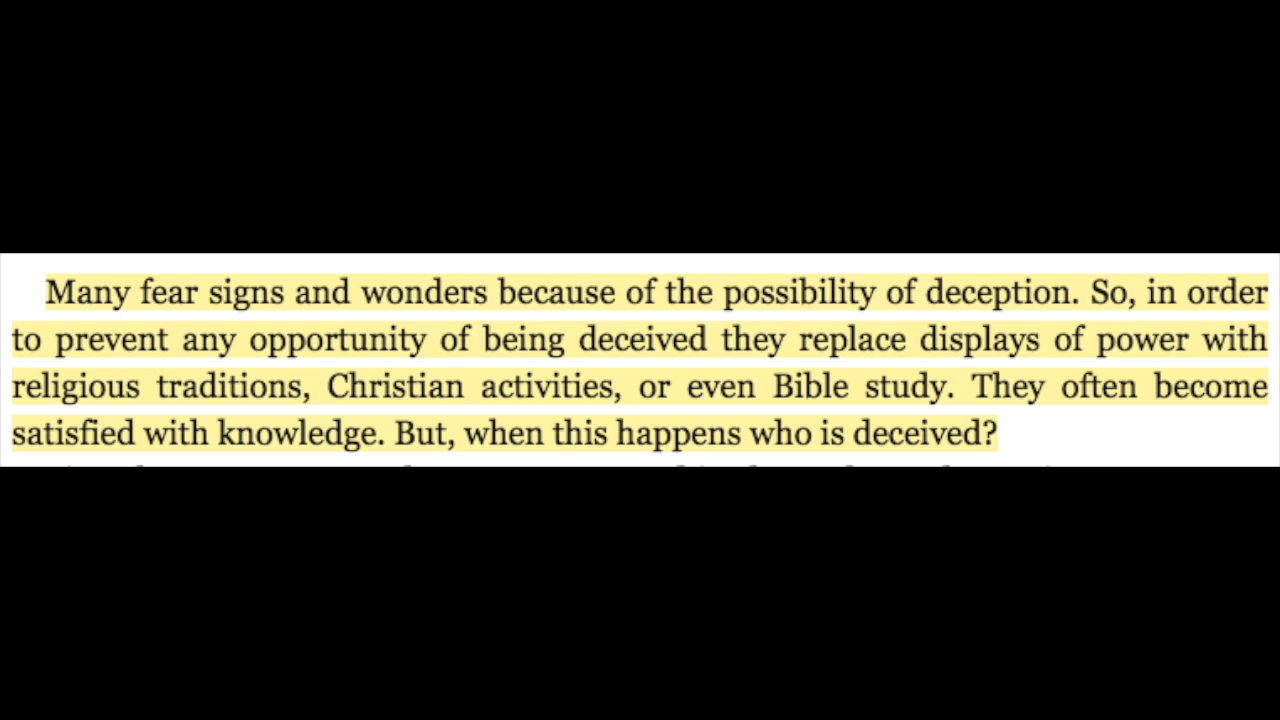 Many fear signs and wonders because of the possibility of deception. So, in order
to prevent any opportunity of being deceived they replace displays of power with
religious traditions, Christian activities, or even Bible study. They often become
satisfied with knowledge. But, when this happens who is deceived?